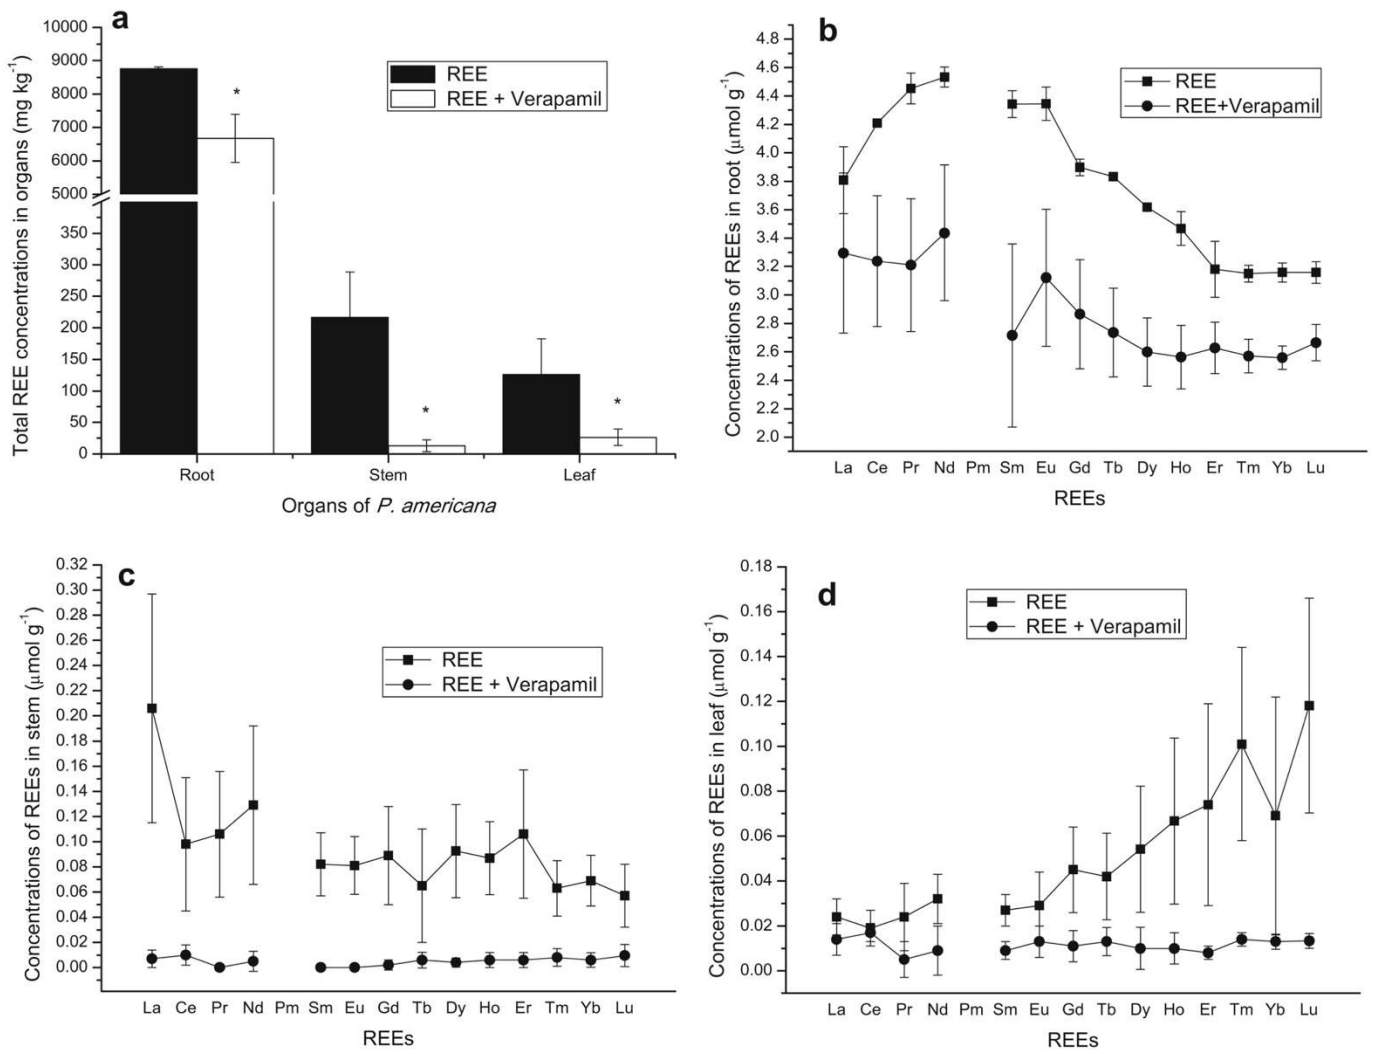 a
10000
9000
8000
7000
6000
5000
350
300
250
200
150
100
50
0
Total REE concentrations in organs (mg kg-1)
REE
REE + Verapamil
*
*
*
Root Stem Leaf
Organs of P. americana
b
4.8
4.6
4.4
4.2
4.0
3.8
3.6
3.4
3.2
3.0
2.8
2.6
2.4
2.2
2.0
Concentrations of REEs in root (μmol g-1)
REE
REE+Verapamil
La Ce Pr Nd Pm Sm Eu Gd Tb Dy Ho Er Tm Yb Lu
REEs
c
0.32
0.30
0.28
0.26
0.24
0.22
0.20
0.18
0.16
0.14
0.12
0.10
0.08
0.06
0.04
0.02
0.00
Concentrations of REEs in stem (μmol g-1)
REE
REE + Verapamil
La Ce Pr Nd Pm Sm Eu Gd Tb Dy Ho Er Tm Yb Lu
REEs
d
0.18
0.16
0.14
0.12
0.10
0.08
0.06
0.04
0.02
0.00
Concentrations of REEs in leaf (μmol g-1)
REE
REE + Verapamil
La Ce Pr Nd Pm Sm Eu Gd Tb Dy Ho Er Tm Yb Lu
REEs